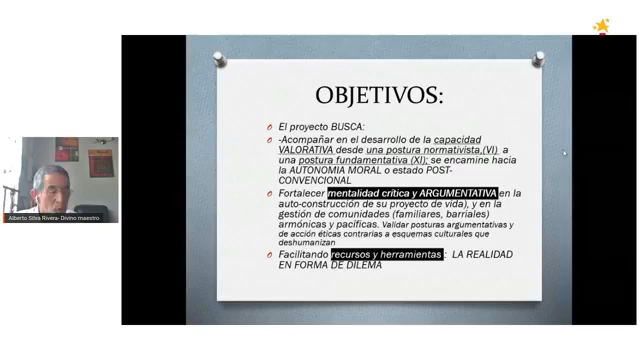 OBJETIVOS:
El proyecto BUSCA:
-Acompañar en el desarrollo de la capacidad
VALORATIVA desde una postura normativista,(VI) a
una postura fundamentativa (XI); se encamine hacia
la AUTONOMIA MORAL o estado POST-
CONVENCIONAL
Fortalecer mentalidad crítica y ARGUMENTATIVA en la
auto-construcción de su proyecto de vida), y en la
gestión de comunidades (familiares, barriales)
armónicas y pacíficas. Validar posturas argumentativas y
de acción éticas contrarias a esquemas culturales que
deshumanizan
Facilitando recursos y herramientas: LA REALIDAD
EN FORMA DE DILEMA
Alberto Silva Rivera- Divino maestro